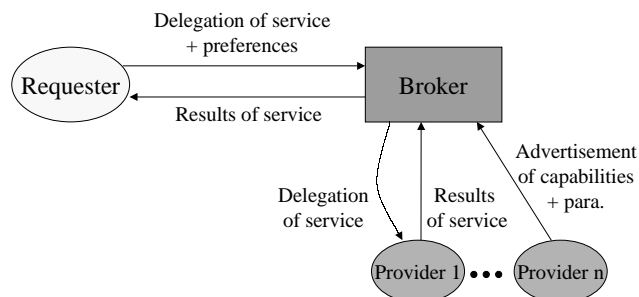 Delegation of service
+ preferences
Requester
Broker
Results of service
Advertisement
of capabilities
+ para.
Delegation
of service
Results
of service
Provider 1
Provider n